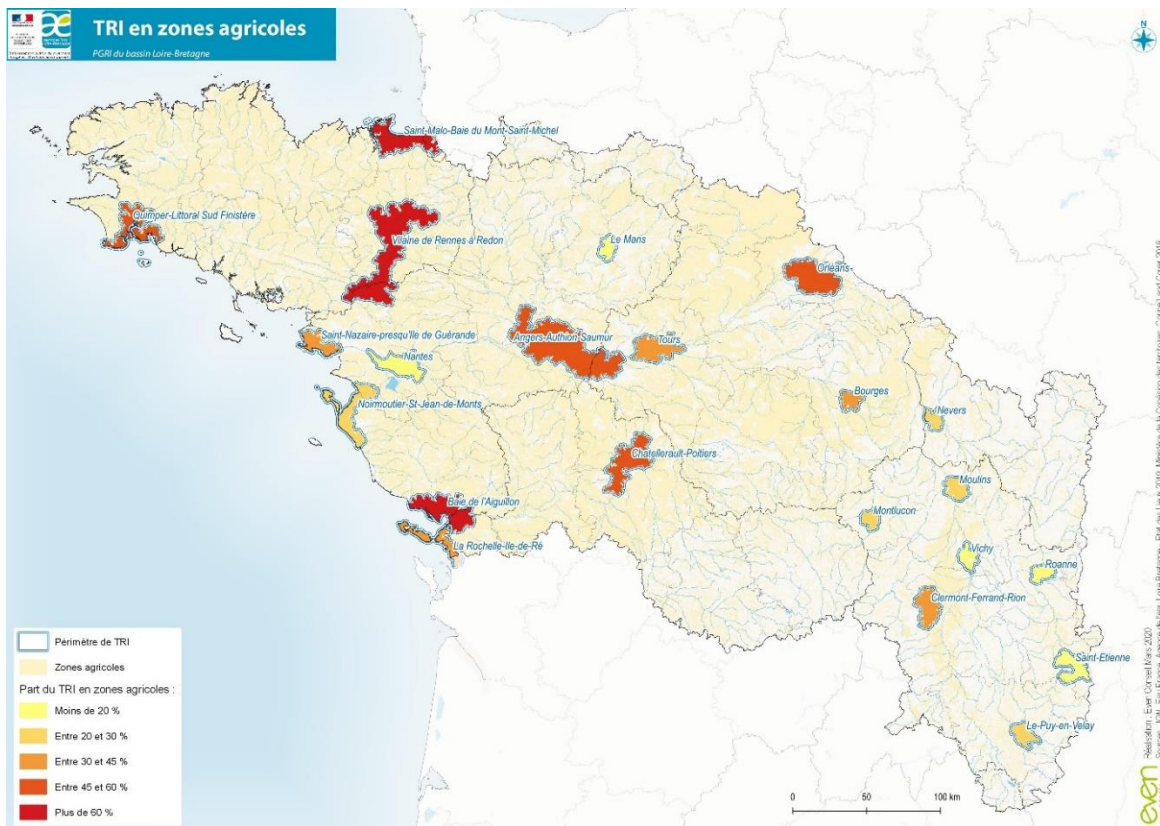 TRI en zones agricoles
PGRI du bassin Loire-Bretagne
N
Saint-Malo-Baie du Mont-Saint-Michel
Quimper-Littoral Sud Finistère
Vilaine de Rennes à Redon
Le Mans
Orléans-
Saint-Nazaire-presqu'île de Guérande
Angers-Authion-Saumur
Tours
Nantes
Bourges
Nevers
Noirmoutier-St-Jean-de-Monts
Chatellerault-Poitiers
Moulins
Baie de l'Aiguillon
Montlucon
La Rochelle-Ile-de-Ré
Vichy
Roanne
Clermont-Ferrand-Riom
Saint-Etienne
Le-Puy-en-Velay
Périmètre de TRI
Zones agricoles
Part du TRI en zones agricoles :
Moins de 20 %
Entre 20 et 30 %
Entre 30 et 45 %
Entre 45 et 60 %
Plus de 60 %
0 50 100 km
even
Réalisation : Even Conseil Mars 2020